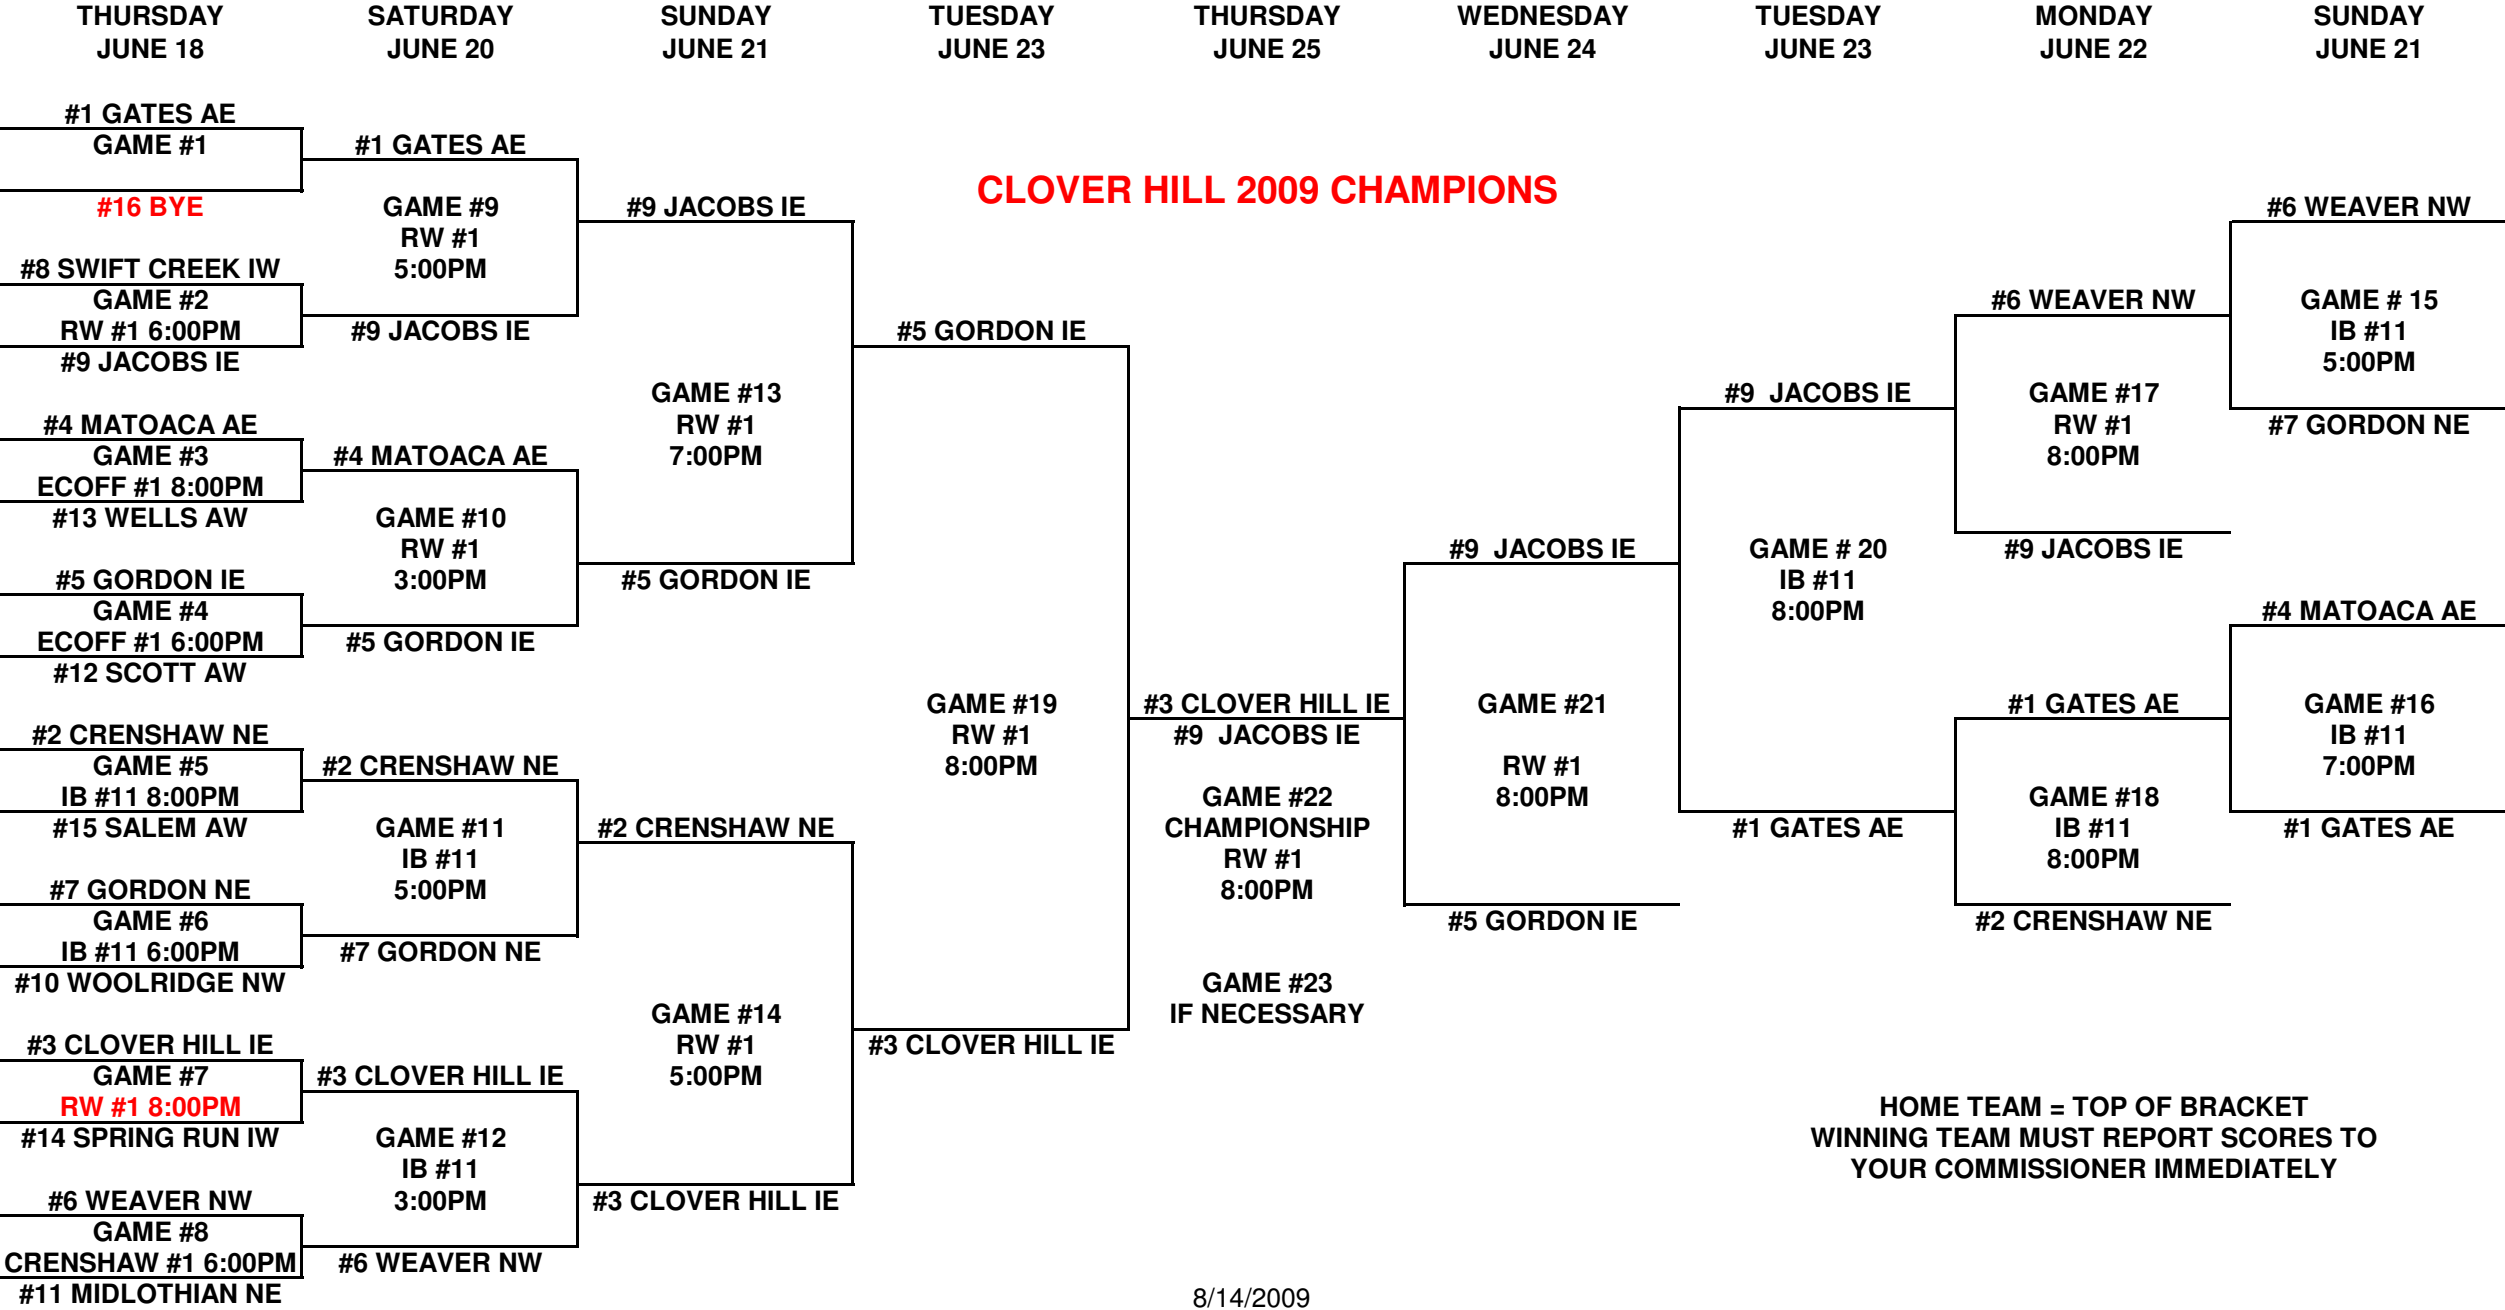 THURSDAY
JUNE 18
SATURDAY
JUNE 20
SUNDAY
JUNE 21
TUESDAY
JUNE 23
THURSDAY
JUNE 25
WEDNESDAY
JUNE 24
TUESDAY
JUNE 23
MONDAY
JUNE 22
SUNDAY
JUNE 21
CLOVER HILL 2009 CHAMPIONS
#1 GATES AE
GAME #1
#16 BYE
#8 SWIFT CREEK IW
GAME #2
RW #1 6:00PM
#9 JACOBS IE
#4 MATOACA AE
GAME #3
ECOFF #1 8:00PM
#13 WELLS AW
#5 GORDON IE
GAME #4
ECOFF #1 6:00PM
#12 SCOTT AW
#2 CRENSHAW NE
GAME #5
IB #11 8:00PM
#15 SALEM AW
#7 GORDON NE
GAME #6
IB #11 6:00PM
#10 WOOLRIDGE NW
#3 CLOVER HILL IE
GAME #7
RW #1 8:00PM
#14 SPRING RUN IW
#6 WEAVER NW
GAME #8
CRENSHAW #1 6:00PM
#11 MIDLOTHIAN NE
#1 GATES AE
GAME #9
RW #1
5:00PM
#9 JACOBS IE
#4 MATOACA AE
GAME #10
RW #1
3:00PM
#5 GORDON IE
#2 CRENSHAW NE
GAME #11
IB #11
5:00PM
#7 GORDON NE
#3 CLOVER HILL IE
GAME #12
IB #11
3:00PM
#6 WEAVER NW
#9 JACOBS IE
GAME #13
RW #1
7:00PM
#5 GORDON IE
#2 CRENSHAW NE
GAME #14
RW #1
5:00PM
#3 CLOVER HILL IE
#5 GORDON IE
GAME #19
RW #1
8:00PM
#3 CLOVER HILL IE
#3 CLOVER HILL IE
#9  JACOBS IE
GAME #22
CHAMPIONSHIP
RW #1
8:00PM
GAME #23
IF NECESSARY
#9  JACOBS IE
GAME #21
RW #1
8:00PM
#5 GORDON IE
#9  JACOBS IE
GAME # 20
IB #11
8:00PM
#1 GATES AE
#6 WEAVER NW
GAME #17
RW #1
8:00PM
#9 JACOBS IE
#1 GATES AE
GAME #18
IB #11
8:00PM
#2 CRENSHAW NE
#6 WEAVER NW
GAME # 15
IB #11
5:00PM
#7 GORDON NE
#4 MATOACA AE
GAME #16
IB #11
7:00PM
#1 GATES AE
HOME TEAM = TOP OF BRACKET
WINNING TEAM MUST REPORT SCORES TO
YOUR COMMISSIONER IMMEDIATELY
8/14/2009